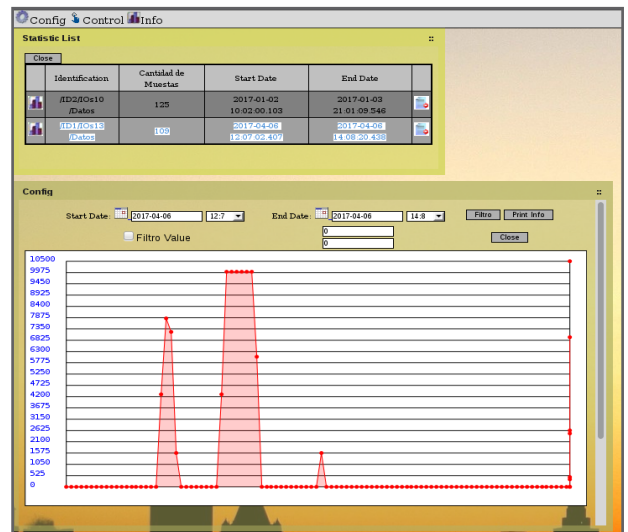 Config Control Info
Statistic List ::
Close
Identification Cantidad de Muestas Start Date End Date
/ID2/IOs10 /Datos 125 2017-01-02 10:02:00.103 2017-01-03 21:01:09.546
/ID1/IOs13 /Datos 109 2017-04-06 12:07:02.407 2017-04-06 14:08:20.438
Config ::
Start Date: 2017-04-06 12:7 End Date: 2017-04-06 14:8 Filtro Print Info
Filtro Value 0 Close
0
10500
9975
9450
8925
8400
7875
7350
6825
6300
5775
5250
4725
4200
3675
3150
2625
2100
1575
1050
525
0